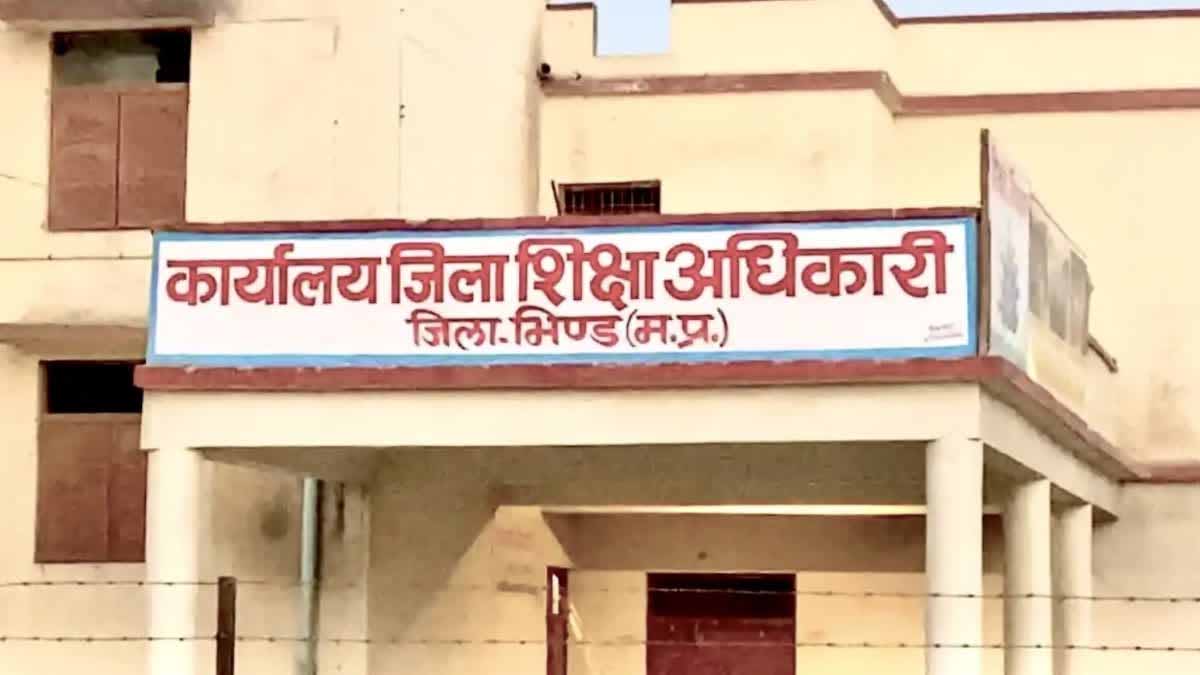 कार्यालय जिला शिक्षा अधिकारी
जिला-भिण्ड (म.प्र.)